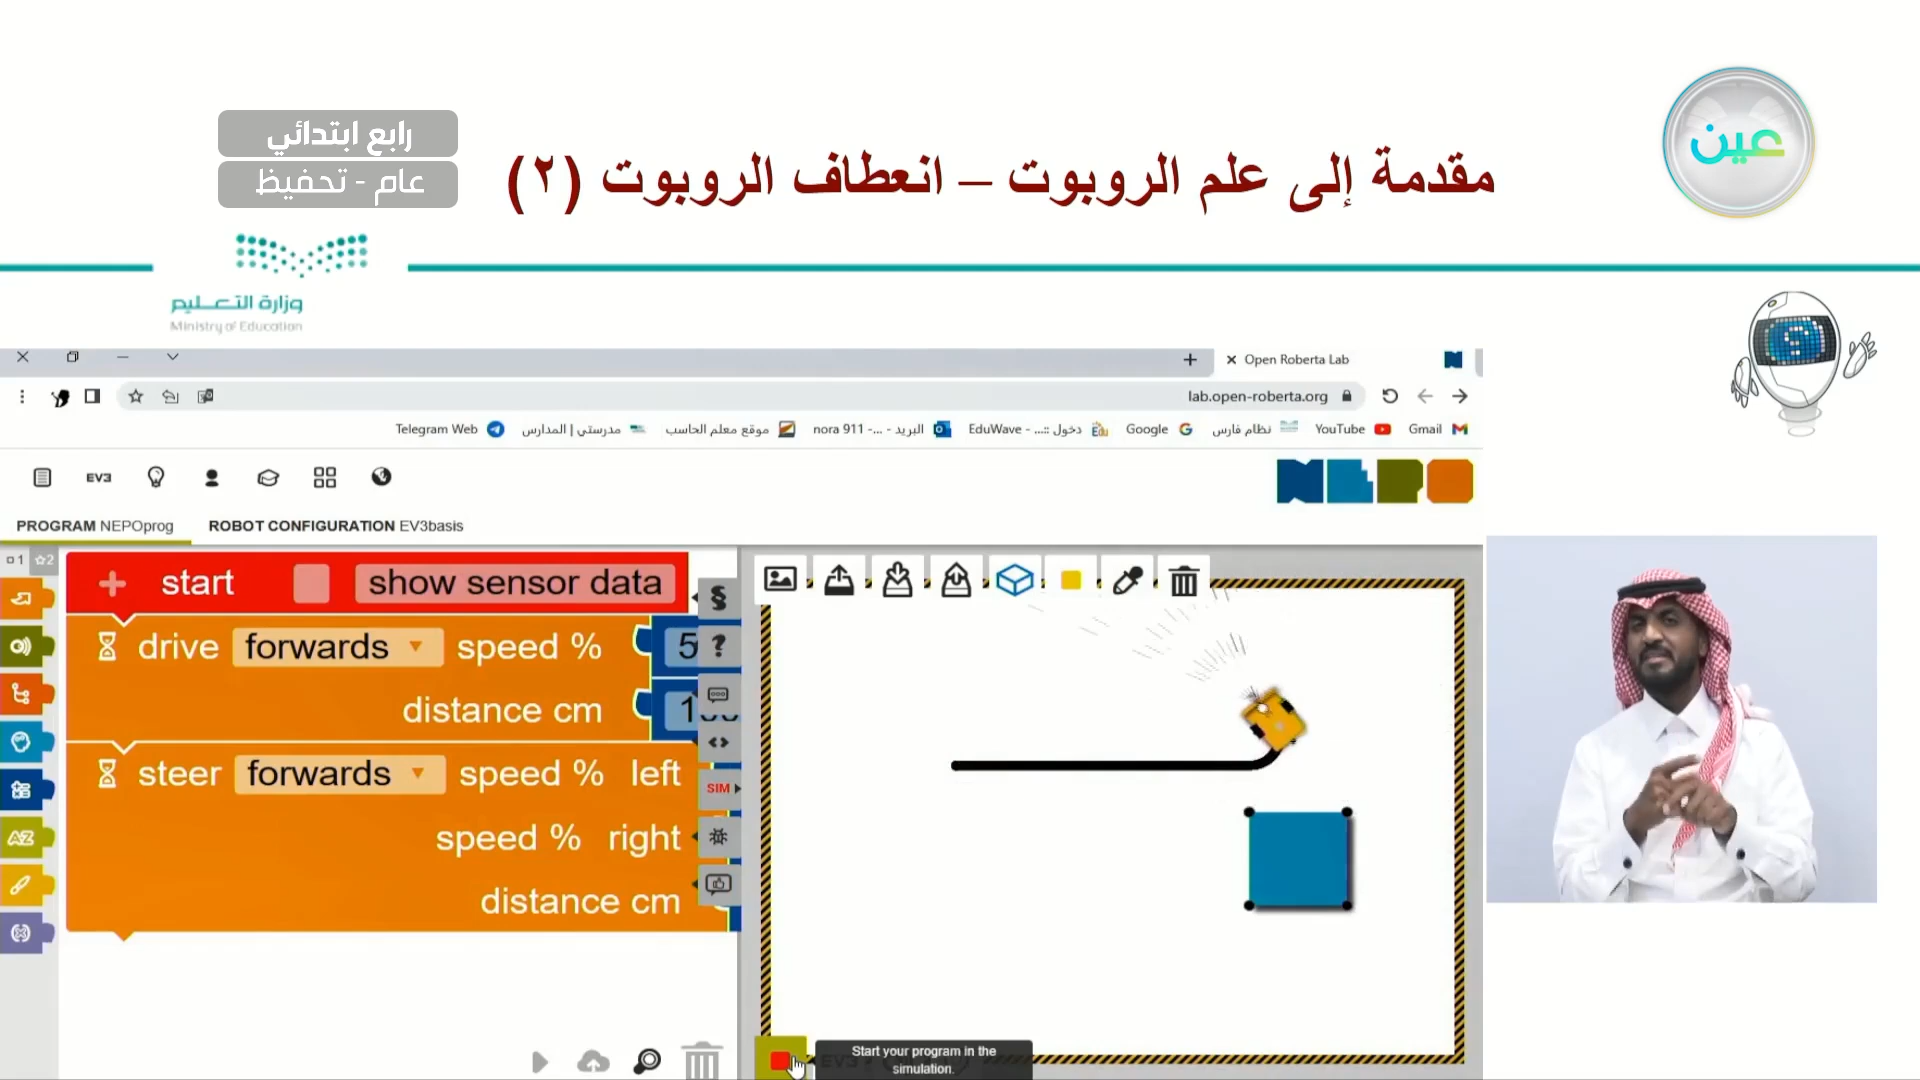 رابع ابتدائي
عام - تحفيظ
مقدمة إلى علم الروبوت – انعطاف الروبوت (٢)
عين
وزارة التعليم
Ministry of Education
Open Roberta Lab
lab.open-roberta.org
Telegram Web
مدرستي | المدارس
موقع معلم الحاسب
البريد - ...- nora 911
دخول ::... - EduWave
Google
نظام فارس
YouTube
Gmail
EV3
PROGRAM NEPOprog
ROBOT CONFIGURATION EV3basis
1
2
start
show sensor data
drive forwards speed % 5
distance cm
steer forwards speed % left
SIM
speed % right
distance cm
Start your program in the
simulation.